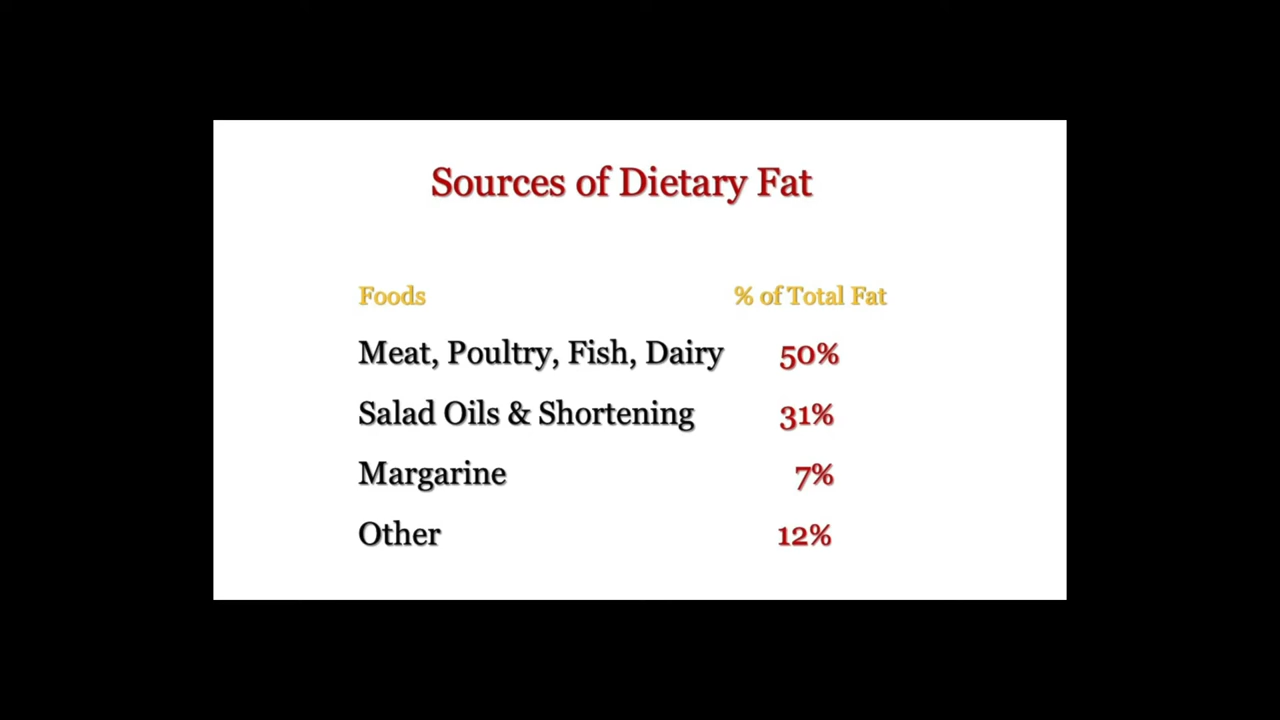 Sources of Dietary Fat
Foods % of Total Fat
Meat, Poultry, Fish, Dairy 50%
Salad Oils & Shortening 31%
Margarine 7%
Other 12%